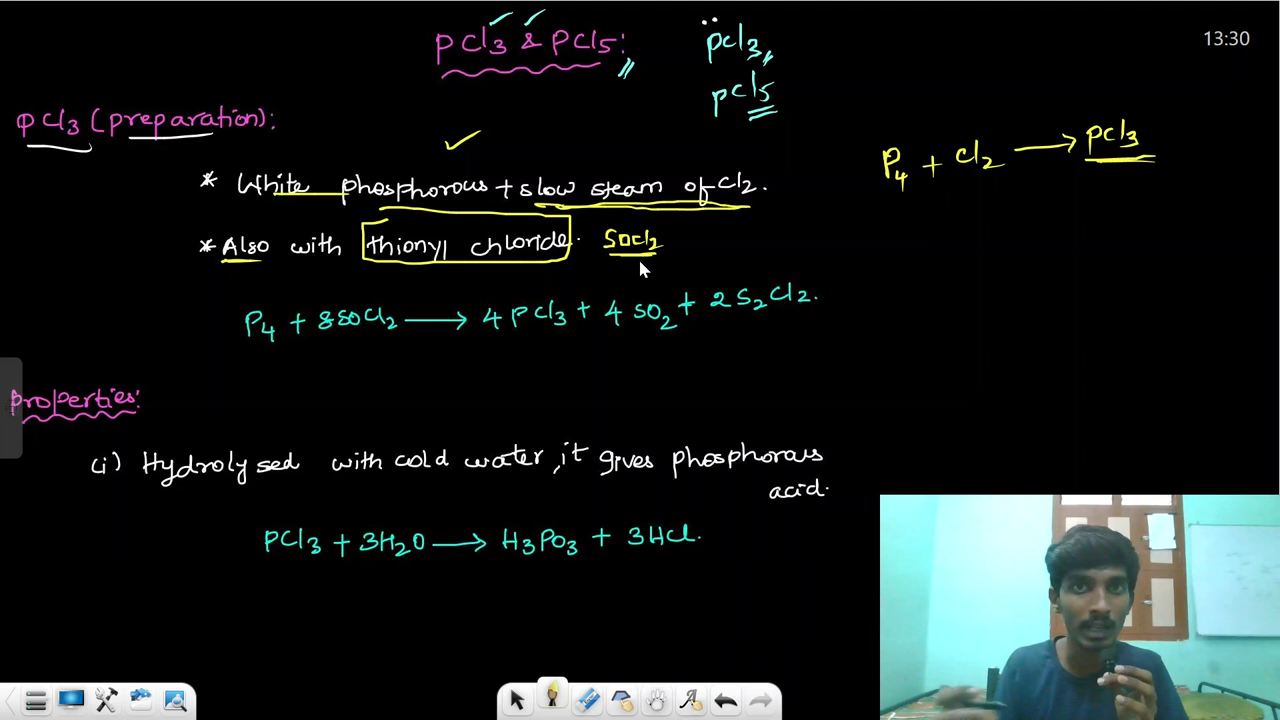 PCl3 & PCl5:
PCl3,
PCl5
13:30
PCl3 (preparation):
P4 + Cl2 ⟶ PCl3
* White phosphorous + slow steam of Cl2.
* Also with thionyl chloride. SOCl2
P4 + 8SOCl2 ⟶ 4PCl3 + 4SO2 + 2S2Cl2.
Properties:
(i) Hydrolysed with cold water, it gives phosphorous
acid.
PCl3 + 3H2O ⟶ H3PO3 + 3HCl.